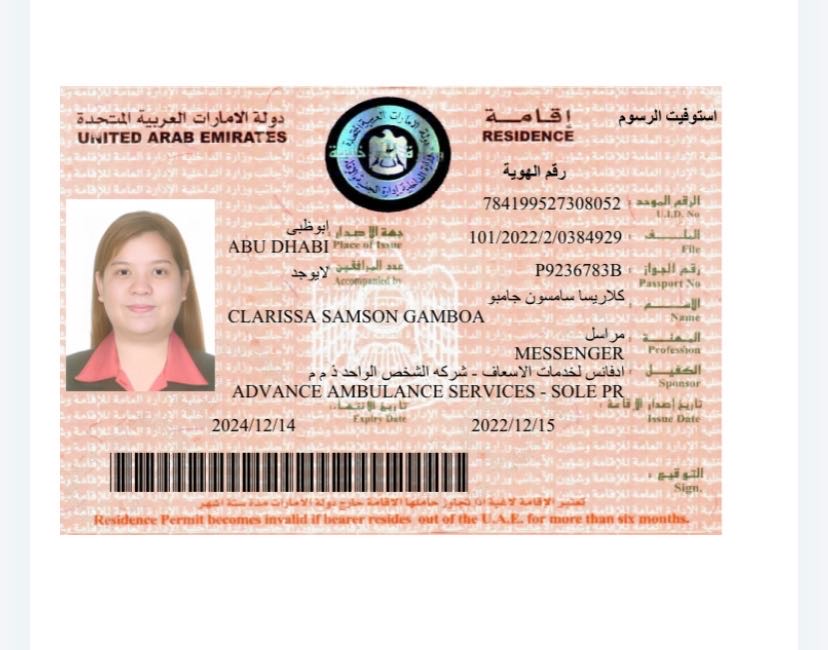 دولة الامارات العربية المتحدة
UNITED ARAB EMIRATES
اقامة
RESIDENCE
استوفيت الرسوم
رقم الهوية
784199527308052 : الرقم الموحد
U.I.D. No
101/2022/2/0384929 : الملف
File
ابوظبى جهة الاصدار
ABU DHABI Place of Issue
P9236783B : رقم الجواز
Passport No
لايوجد عدد المرافقين
Accompanied by
كلاريسا سامسون جامبو : الإسم
CLARISSA SAMSON GAMBOA
Name
مراسل : المهنة
MESSENGER
Profession
ادفانس لخدمات الاسعاف - شركه الشخص الواحد ذ م م : الكفيل
ADVANCE AMBULANCE SERVICES - SOLE PR
Sponsor
تاريخ إصدار الإقامة :
2022/12/15 Issue Date
تاريخ الانتهاء
2024/12/14 Expiry Date
التوقيع :
Sign.
تعتبر الاقامة لاغية اذا تجاوز حاملها الاقامة خارج دولة الامارات مدة ستة اشهر
Residence Permit becomes invalid if bearer resides out of the U.A.E. for more than six months.